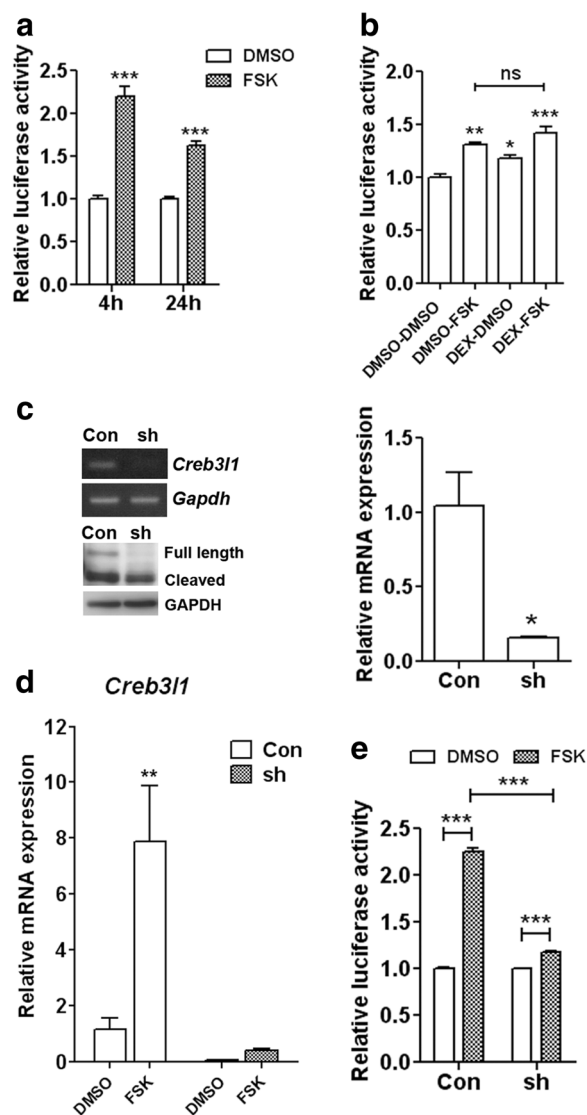 a
DMSO
FSK
Relative luciferase activity
2.5
2.0
1.5
1.0
0.5
0.0
***
***
4h 24h
b
Relative luciferase activity
2.0
1.5
1.0
0.5
0.0
ns
**
*
***
DMSO-DMSO
DMSO-FSK
DEX-DMSO
DEX-FSK
c
Con sh
Creb3l1
Gapdh
Con sh
Full length
Cleaved
GAPDH
Relative mRNA expression
1.5
1.0
0.5
0.0
*
Con sh
d
Creb3l1
Relative mRNA expression
12
10
8
6
4
2
0
**
Con
sh
DMSO
FSK
DMSO
FSK
e
DMSO FSK
Relative luciferase activity
2.5
2.0
1.5
1.0
0.5
0.0
***
***
***
Con sh